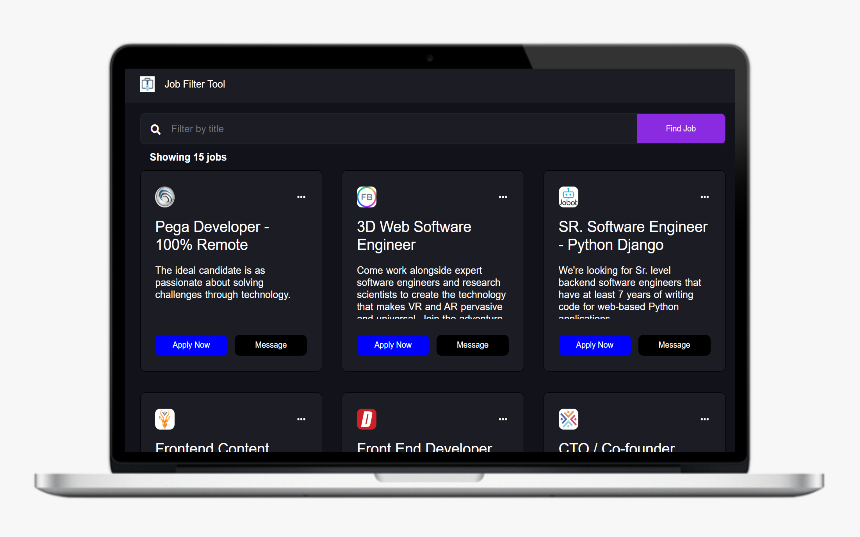 Job Filter Tool
Filter by title
Find Job
Showing 15 jobs
Pega Developer -
100% Remote
The ideal candidate is as
passionate about solving
challenges through technology.
Apply Now
Message
FB
3D Web Software
Engineer
Come work alongside expert
software engineers and research
scientists to create the technology
that makes VR and AR pervasive
and universal. Join the adventure
Apply Now
Message
Jobot
SR. Software Engineer
- Python Django
We're looking for Sr. level
backend software engineers that
have at least 7 years of writing
code for web-based Python
applications.
Apply Now
Message
Frontend Content
D
Front End Developer
CTO / Co-founder